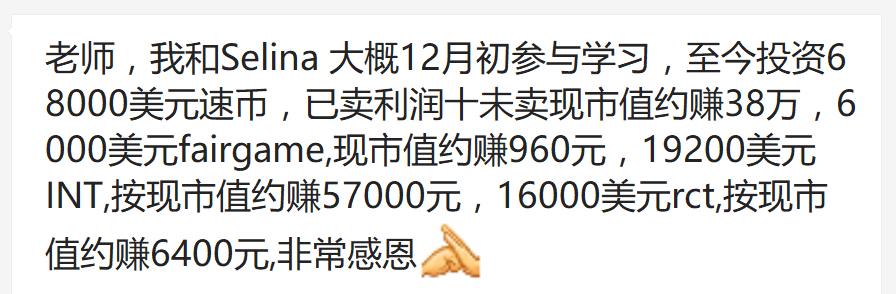 老师，我和Selina 大概12月初参与学习，至今投资6
8000美元速币，已卖利润十未卖现市值约赚38万，6
000美元fairgame,现市值约赚960元，19200美元
INT,按现市值约赚57000元，16000美元rct,按现市
值约赚6400元,非常感恩